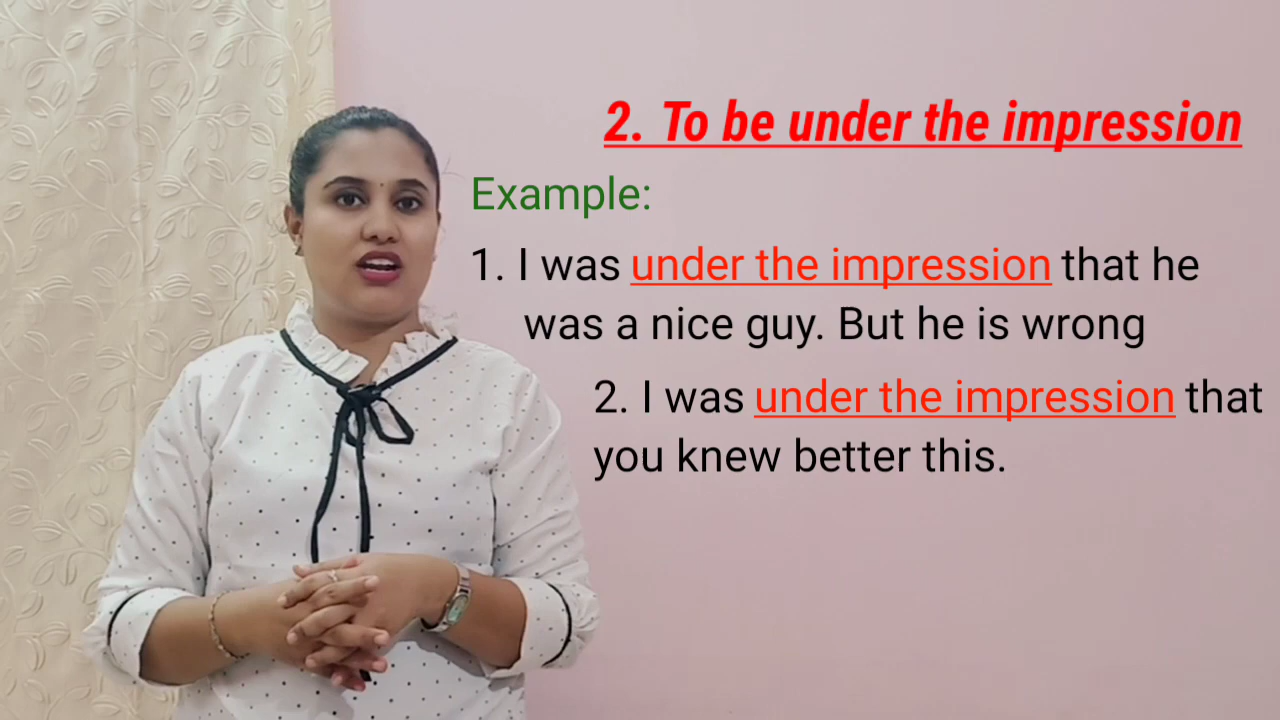 2. To be under the impression
Example:
1. I was under the impression that he
was a nice guy. But he is wrong
2. I was under the impression that
you knew better this.